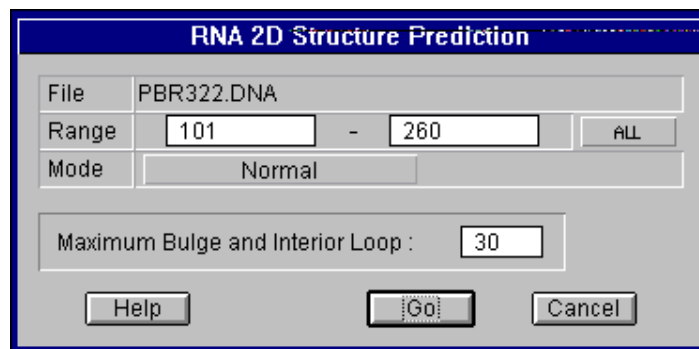 RNA 2D Structure Prediction
File PBR322.DNA
Range 101 - 260 ALL
Mode Normal
Maximum Bulge and Interior Loop : 30
Help Go Cancel